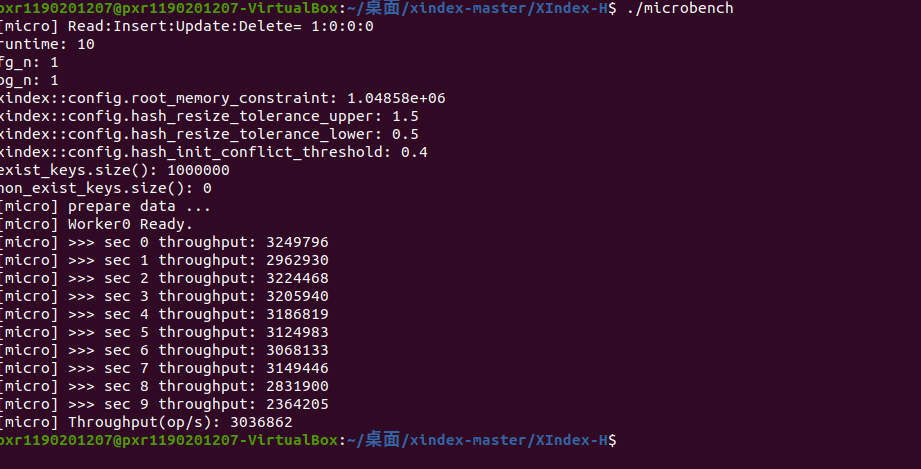 pxr1190201207@pxr1190201207-VirtualBox:~/桌面/xindex-master/XIndex-H$ ./microbench
[micro] Read:Insert:Update:Delete= 1:0:0:0
runtime: 10
fg_n: 1
bg_n: 1
xindex::config.root_memory_constraint: 1.04858e+06
xindex::config.hash_resize_tolerance_upper: 1.5
xindex::config.hash_resize_tolerance_lower: 0.5
xindex::config.hash_init_conflict_threshold: 0.4
exist_keys.size(): 1000000
non_exist_keys.size(): 0
[micro] prepare data ...
[micro] Worker0 Ready.
[micro] >>> sec 0 throughput: 3249796
[micro] >>> sec 1 throughput: 2962930
[micro] >>> sec 2 throughput: 3224468
[micro] >>> sec 3 throughput: 3205940
[micro] >>> sec 4 throughput: 3186819
[micro] >>> sec 5 throughput: 3124983
[micro] >>> sec 6 throughput: 3068133
[micro] >>> sec 7 throughput: 3149446
[micro] >>> sec 8 throughput: 2831900
[micro] >>> sec 9 throughput: 2364205
[micro] Throughput(op/s): 3036862
pxr1190201207@pxr1190201207-VirtualBox:~/桌面/xindex-master/XIndex-H$